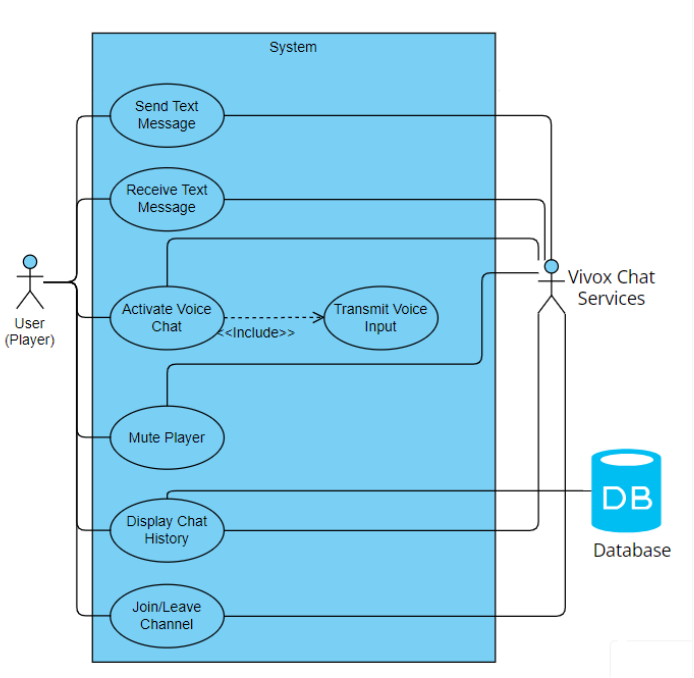 System
Send Text
Message
Receive Text
Message
Activate Voice
Chat
<<Include>>
Transmit Voice
Input
Mute Player
Display Chat
History
Join/Leave
Channel
User
(Player)
Vivox Chat
Services
DB
Database